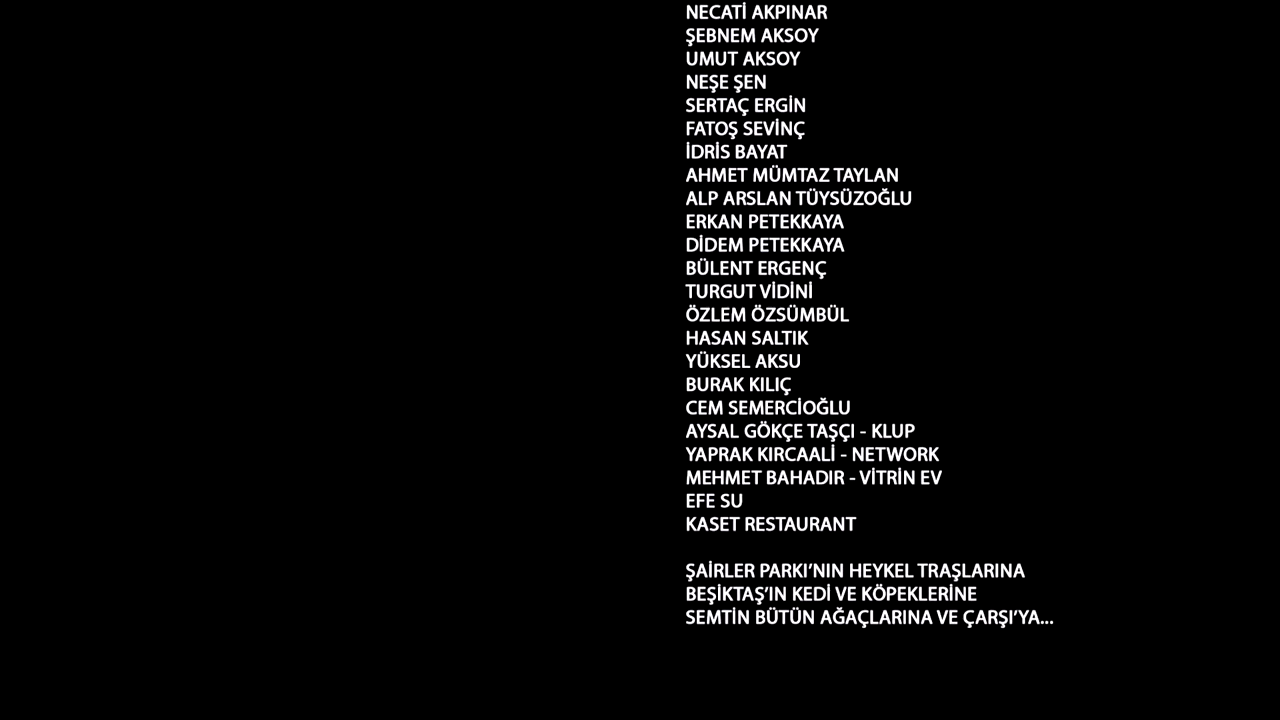 NECATİ AKPINAR
ŞEBNEM AKSOY
UMUT AKSOY
NEŞE ŞEN
SERTAÇ ERGİN
FATOŞ SEVİNÇ
İDRİS BAYAT
AHMET MÜMTAZ TAYLAN
ALP ARSLAN TÜYSÜZOĞLU
ERKAN PETEKKAYA
DİDEM PETEKKAYA
BÜLENT ERGENÇ
TURGUT VİDİNİ
ÖZLEM ÖZSÜMBÜL
HASAN SALTIK
YÜKSEL AKSU
BURAK KILIÇ
CEM SEMERCİOĞLU
AYSAL GÖKÇE TAŞÇI - KLUP
YAPRAK KIRCAALİ - NETWORK
MEHMET BAHADIR - VİTRİN EV
EFE SU
KASET RESTAURANT
ŞAİRLER PARKI’NIN HEYKEL TRAŞLARINA
BEŞİKTAŞ’IN KEDİ VE KÖPEKLERİNE
SEMTİN BÜTÜN AĞAÇLARINA VE ÇARŞI’YA...